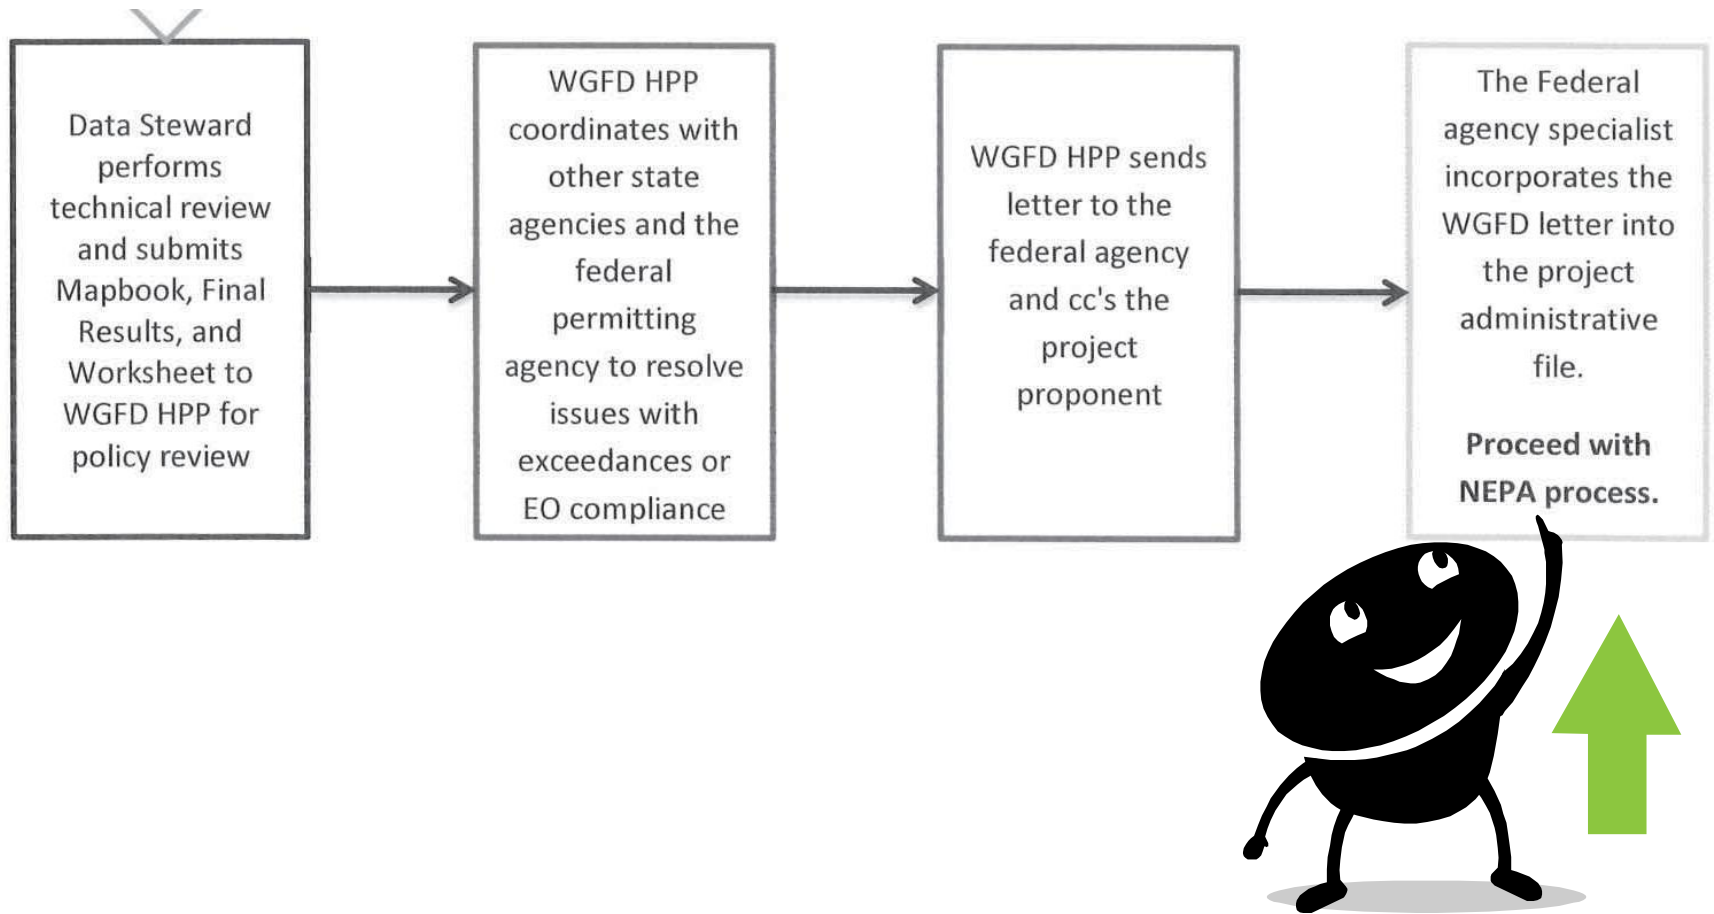 Data Steward
performs
technical review
and submits
Mapbook, Final
Results, and
Worksheet to
WGFD HPP for
policy review
WGFD HPP
coordinates with
other state
agencies and the
federal
permitting
agency to resolve
issues with
exceedances or
EO compliance
WGFD HPP sends
letter to the
federal agency
and cc's the
project
proponent
The Federal
agency specialist
incorporates the
WGFD letter into
the project
administrative
file.
Proceed with
NEPA process.